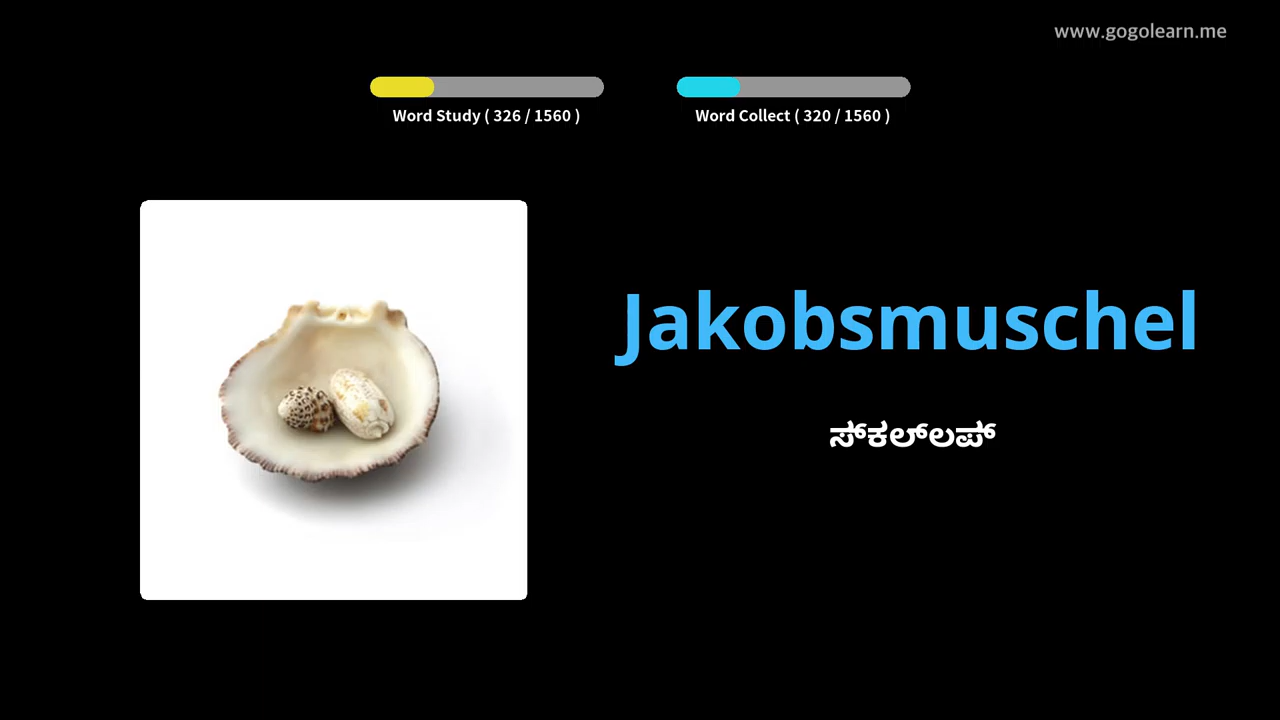 www.gogolearn.me
Word Study ( 326 / 1560 )
Word Collect ( 320 / 1560 )
Jakobsmuschel
ಸ್‌ಕಲ್‌ಲಪ್